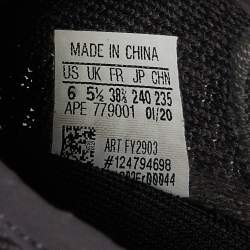 MADE IN CHINA
US UK FR JP CHN
6 5½ 38⅔ 240 235
APE 779001 01/20
ART FY2903
#124794698